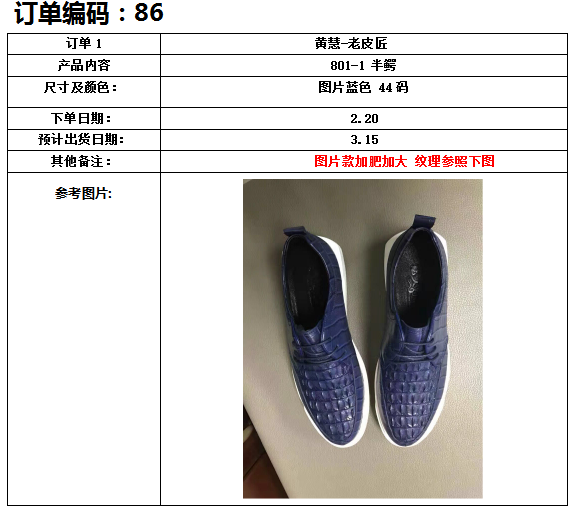 订单编码：86
订单 1
黄慧-老皮匠
产品内容
801-1 半鳄
尺寸及颜色：
图片蓝色 44 码
下单日期：
2.20
预计出货日期：
3.15
其他备注：
图片款加肥加大 纹理参照下图
参考图片: